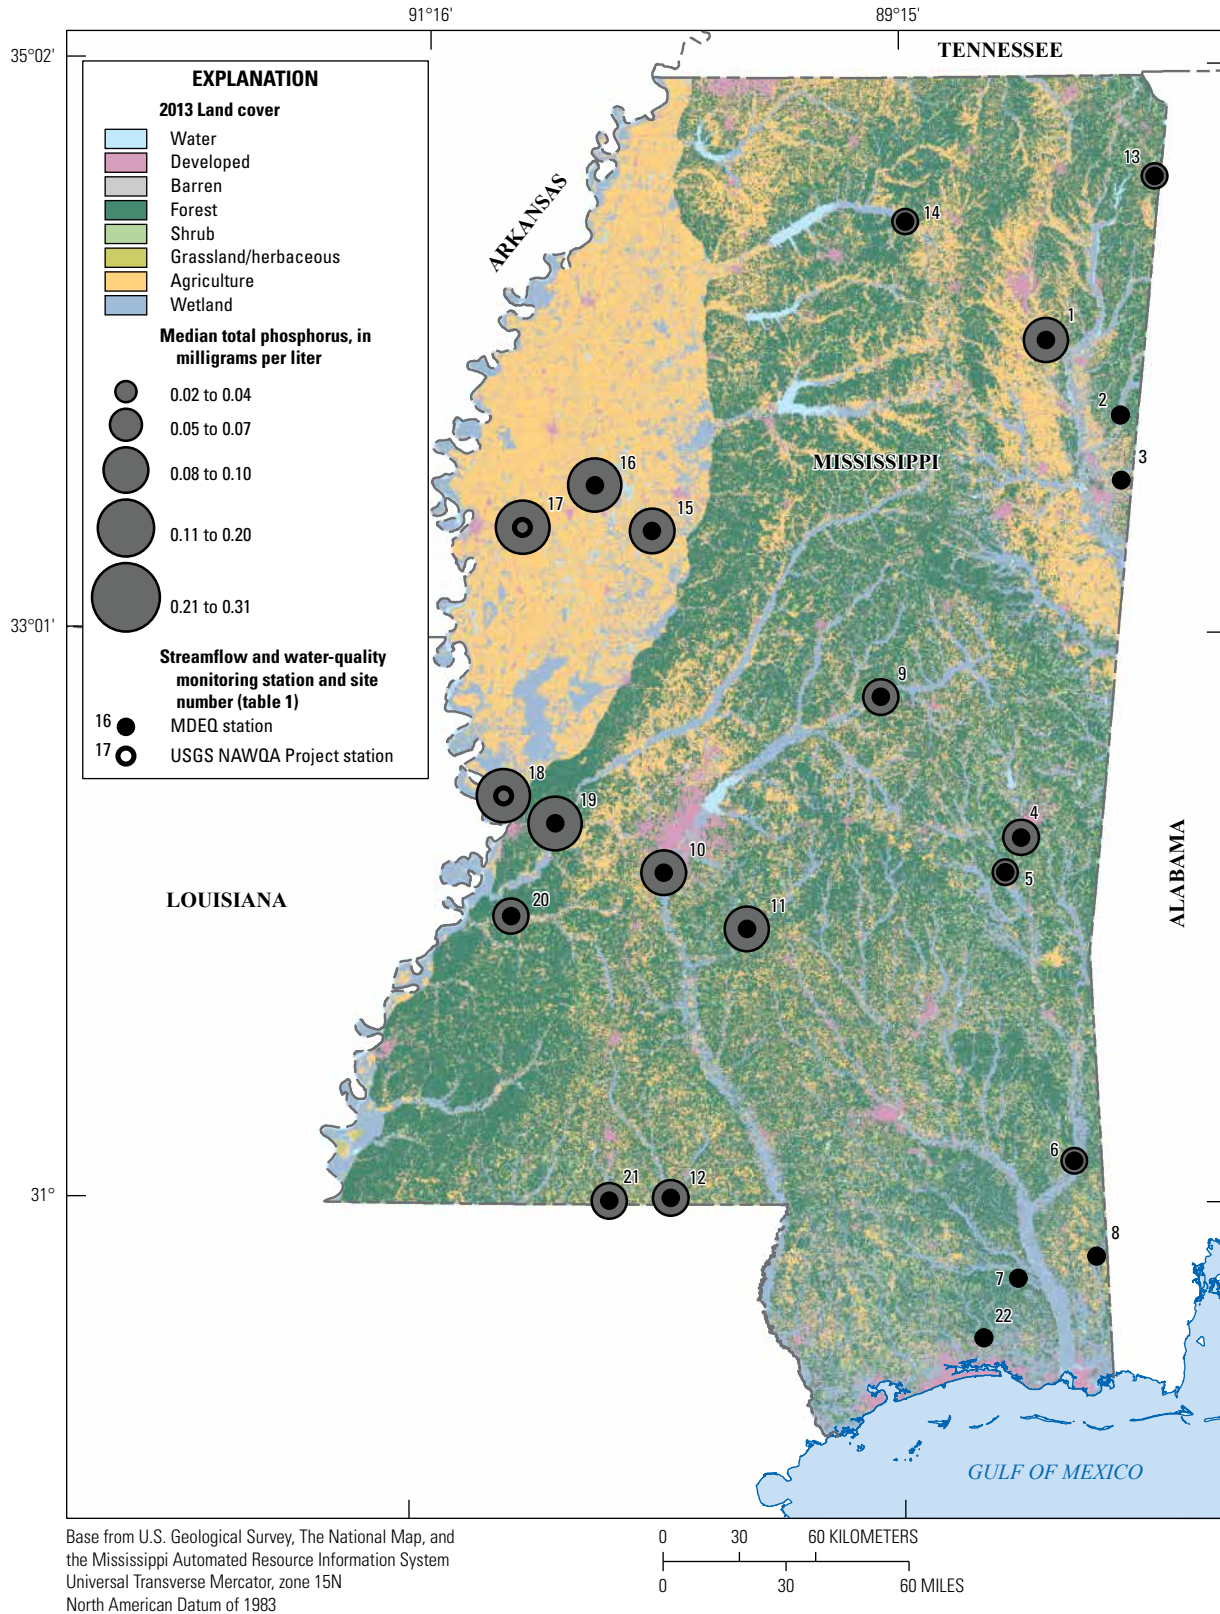 91°16'
89°15'
35°02'
TENNESSEE
EXPLANATION
2013 Land cover
Water
Developed
Barren
Forest
Shrub
Grassland/herbaceous
Agriculture
Wetland
Median total phosphorus, in
milligrams per liter
0.02 to 0.04
0.05 to 0.07
0.08 to 0.10
0.11 to 0.20
0.21 to 0.31
Streamflow and water-quality
monitoring station and site
number (table 1)
16 MDEQ station
17 USGS NAWQA Project station
ARKANSAS
13
14
1
2
3
MISSISSIPPI
16
17
15
33°01'
9
18
19
4
10
5
ALABAMA
LOUISIANA
20
11
6
31°
21
12
8
7
22
GULF OF MEXICO
Base from U.S. Geological Survey, The National Map, and
the Mississippi Automated Resource Information System
Universal Transverse Mercator, zone 15N
North American Datum of 1983
0 30 60 KILOMETERS
0 30 60 MILES